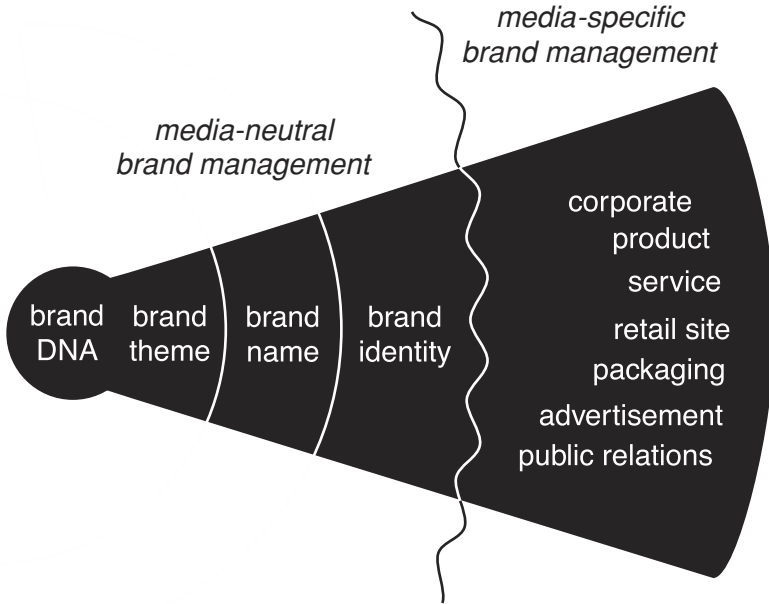 media-specific
brand management
media-neutral
brand management
brand
DNA
brand
theme
brand
name
brand
identity
corporate
product
service
retail site
packaging
advertisement
public relations